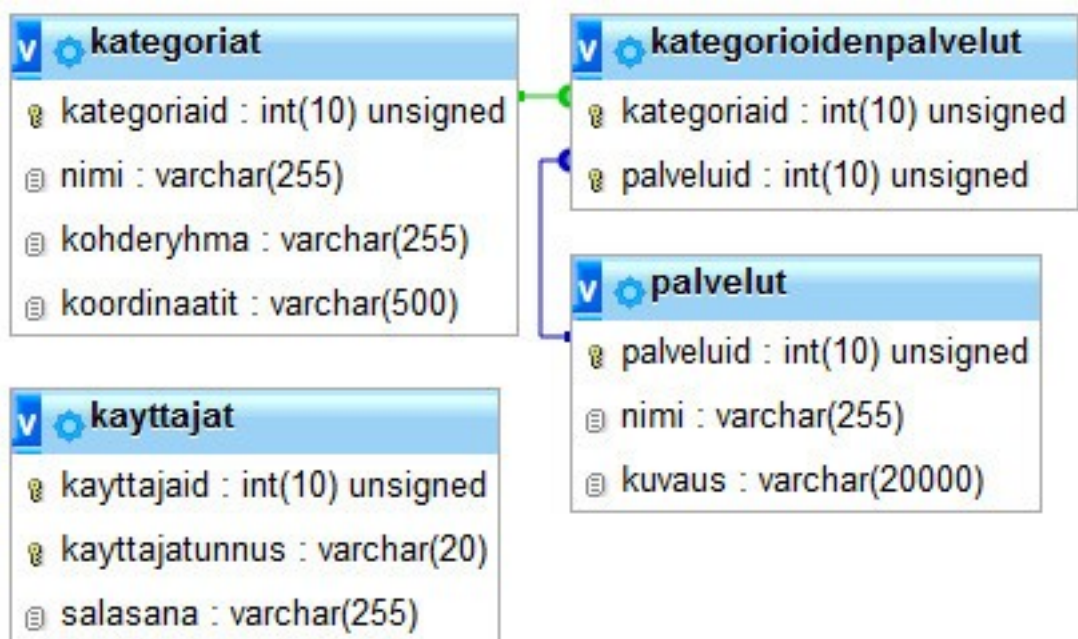 v kategoriat
kategoriaid : int(10) unsigned
nimi : varchar(255)
kohderyhma : varchar(255)
koordinaatit : varchar(500)
v kategorioidenpalvelut
kategoriaid : int(10) unsigned
palveluid : int(10) unsigned
v palvelut
palveluid : int(10) unsigned
nimi : varchar(255)
kuvaus : varchar(20000)
v kayttajat
kayttajaid : int(10) unsigned
kayttajatunnus : varchar(20)
salasana : varchar(255)